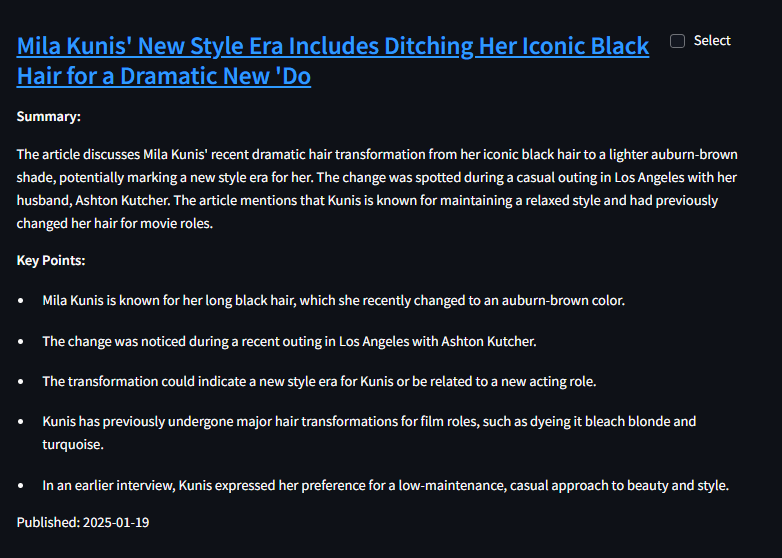 Mila Kunis' New Style Era Includes Ditching Her Iconic Black
Hair for a Dramatic New 'Do
Select
Summary:
The article discusses Mila Kunis' recent dramatic hair transformation from her iconic black hair to a lighter auburn-brown
shade, potentially marking a new style era for her. The change was spotted during a casual outing in Los Angeles with her
husband, Ashton Kutcher. The article mentions that Kunis is known for maintaining a relaxed style and had previously
changed her hair for movie roles.
Key Points:
• Mila Kunis is known for her long black hair, which she recently changed to an auburn-brown color.
• The change was noticed during a recent outing in Los Angeles with Ashton Kutcher.
• The transformation could indicate a new style era for Kunis or be related to a new acting role.
• Kunis has previously undergone major hair transformations for film roles, such as dyeing it bleach blonde and
turquoise.
• In an earlier interview, Kunis expressed her preference for a low-maintenance, casual approach to beauty and style.
Published: 2025-01-19